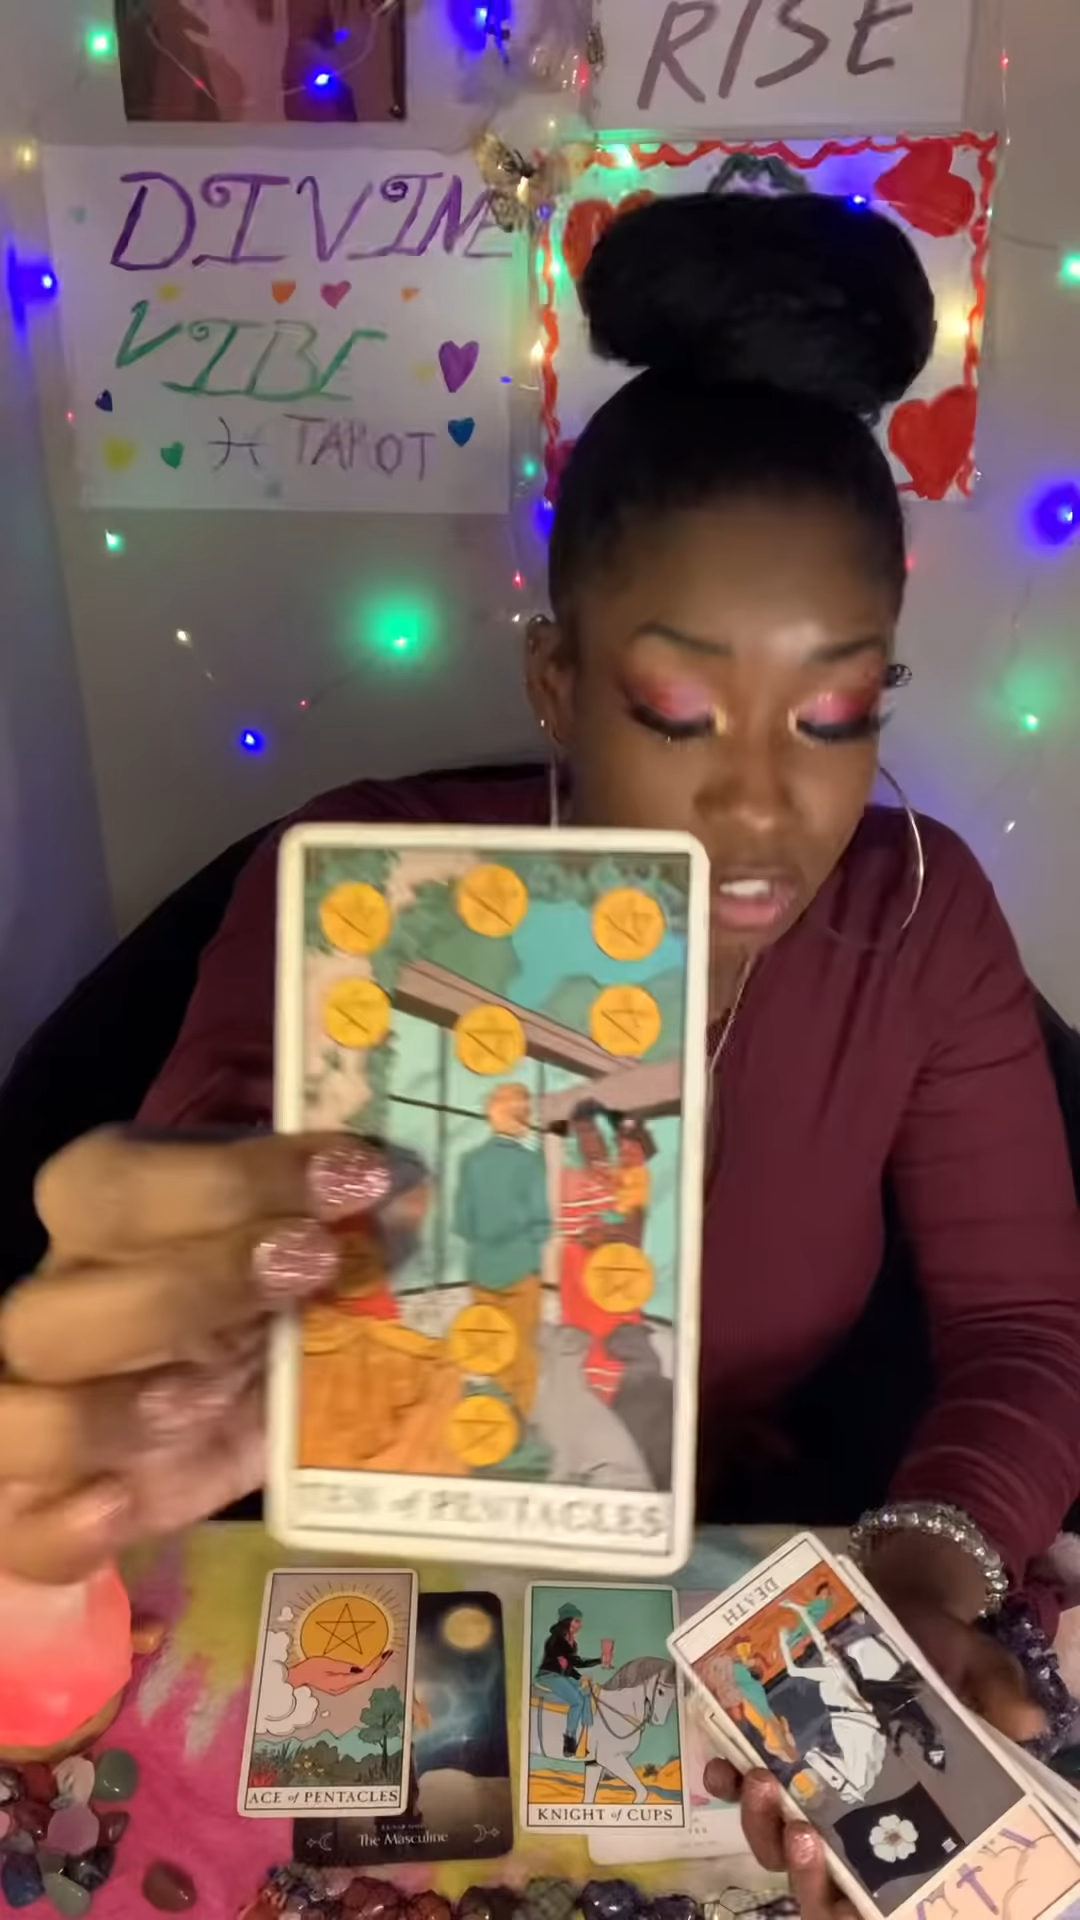 RISE
DIVINE
VIBE
♓ TAROT
TEN of PENTACLES
DEATH
ACE of PENTACLES
The Masculine
KNIGHT of CUPS